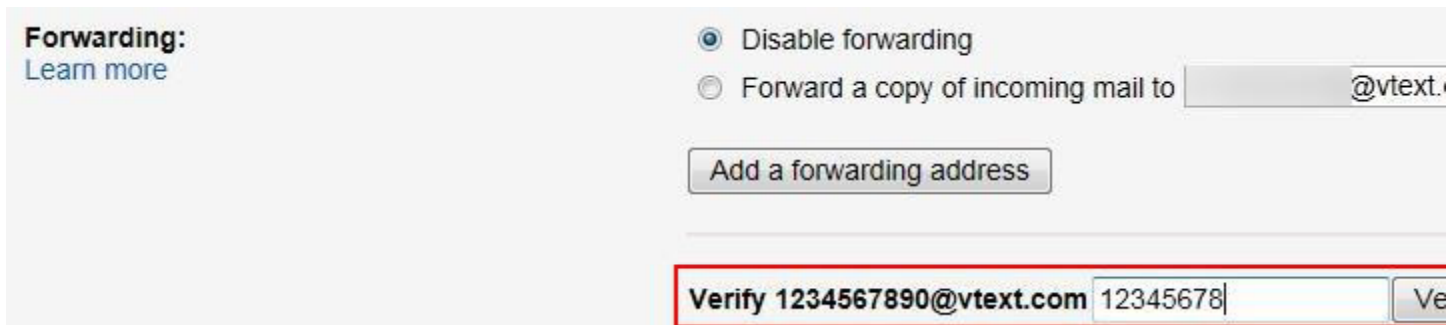 Forwarding:
Learn more
Disable forwarding
Forward a copy of incoming mail to @vtext.
Add a forwarding address
Verify 1234567890@vtext.com 12345678